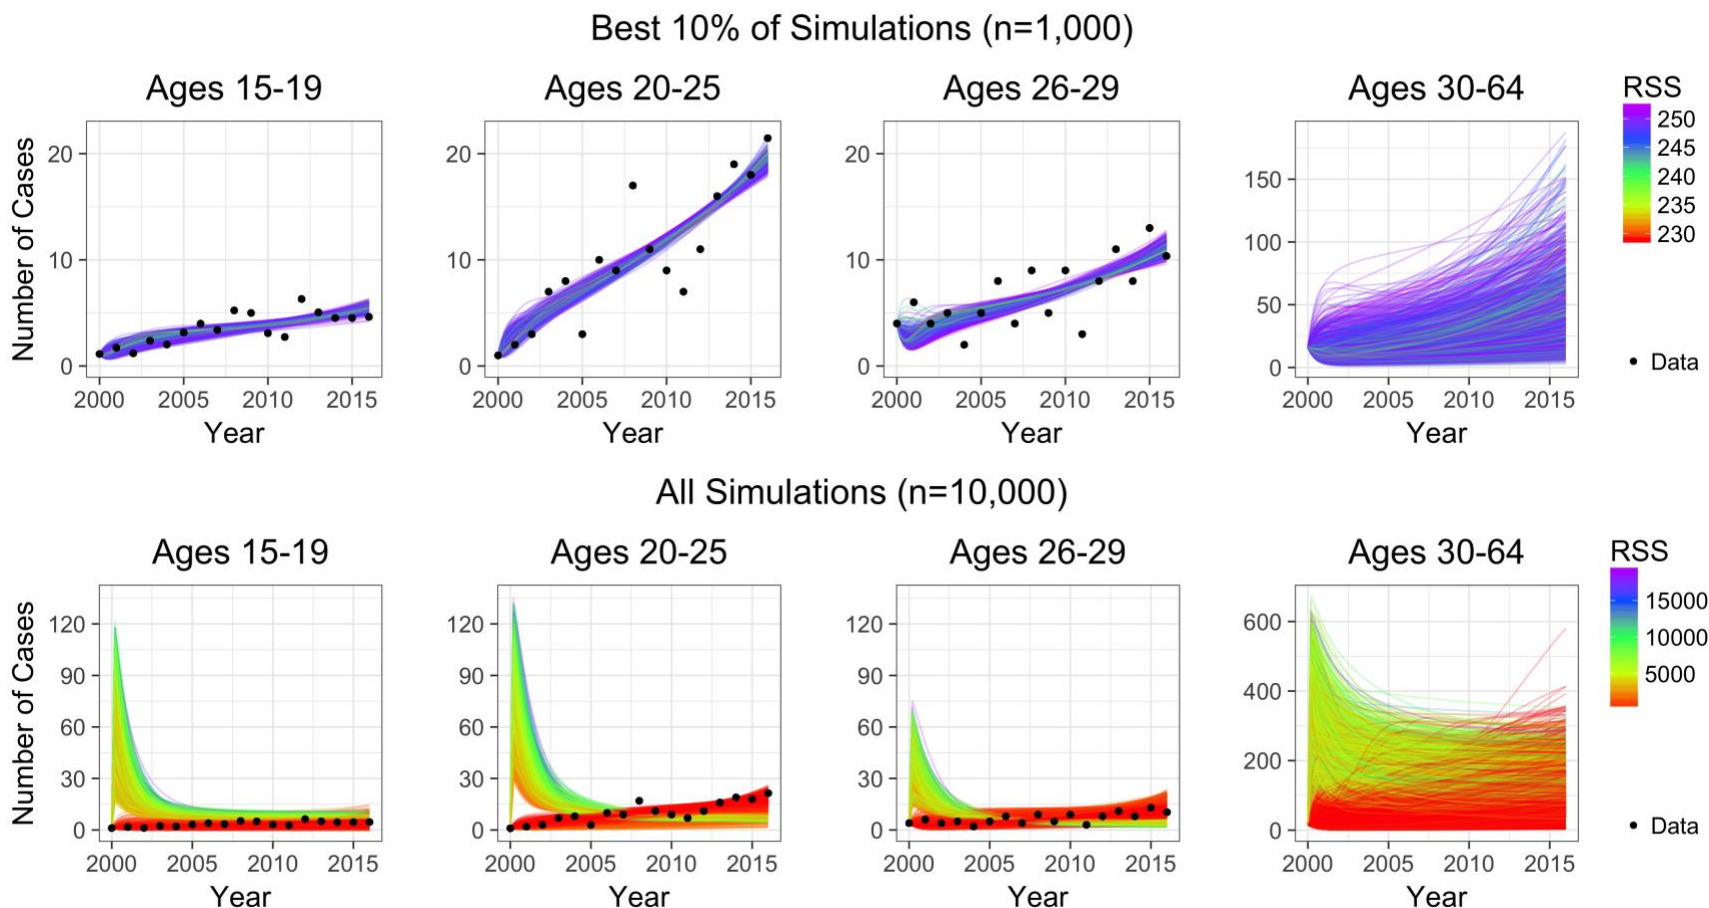 Best 10% of Simulations (n=1,000)
Ages 15-19
Ages 20-25
Ages 26-29
Ages 30-64
RSS
250
245
240
235
230
Data
Number of Cases
20
10
0
2000 2005 2010 2015
Year
20
10
0
2000 2005 2010 2015
Year
20
10
0
2000 2005 2010 2015
Year
150
100
50
0
2000 2005 2010 2015
Year
All Simulations (n=10,000)
Ages 15-19
Ages 20-25
Ages 26-29
Ages 30-64
RSS
15000
10000
5000
Data
Number of Cases
120
90
60
30
0
2000 2005 2010 2015
Year
120
90
60
30
0
2000 2005 2010 2015
Year
120
90
60
30
0
2000 2005 2010 2015
Year
600
400
200
0
2000 2005 2010 2015
Year